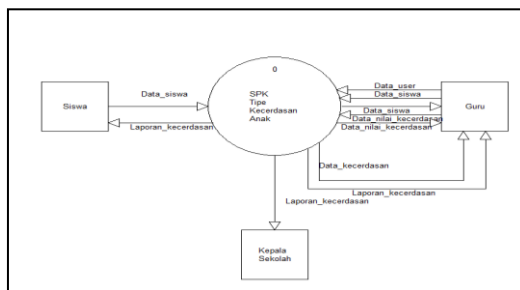 0
SPK
Tipe
Kecerdasan
Anak
Siswa
Data_siswa
Laporan_kecerdasan
Data_user
Data_siswa
Data_siswa
Data_nilai_kecerdasan
Data_nilai_kecerdasan
Guru
Data_kecerdasan
Laporan_kecerdasan
Laporan_kecerdasan
Kepala
Sekolah